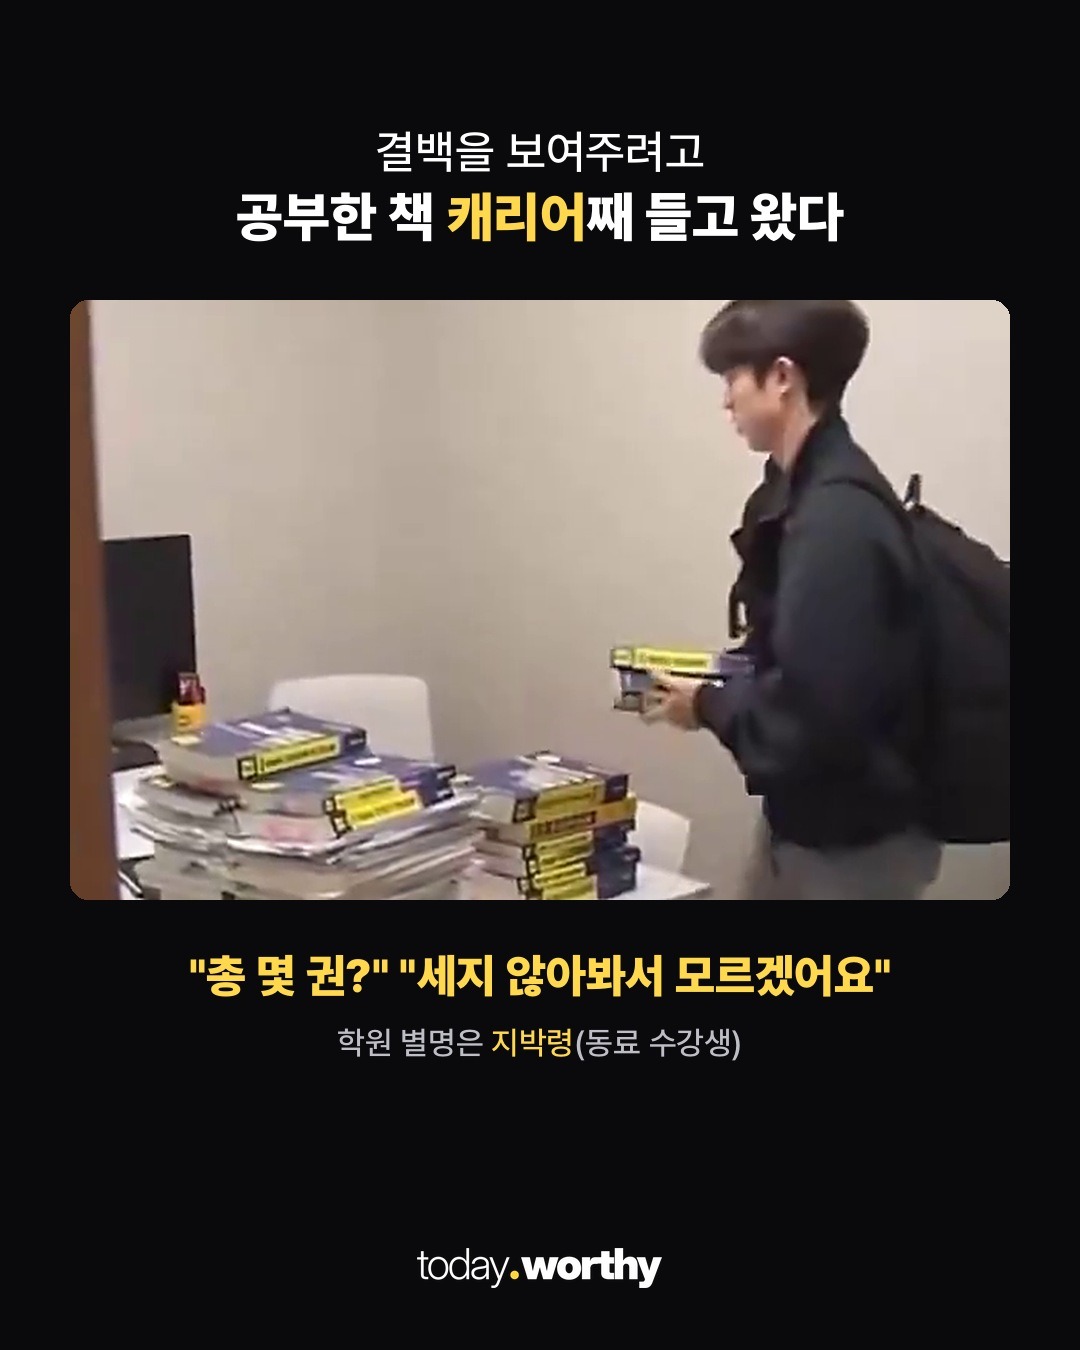 결백을 보여주려고
공부한 책 캐리어째 들고 왔다
"총 몇 권?" "세지 않아봐서 모르겠어요"
학원 별명은 지박령(동료 수강생)
today.worthy